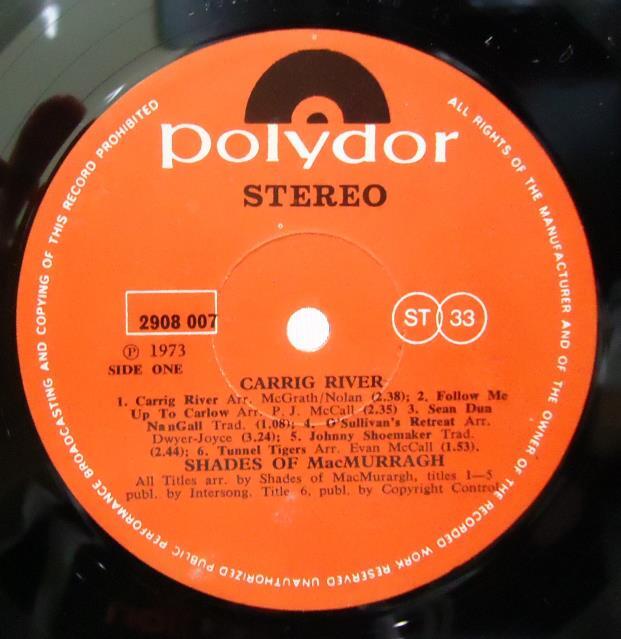 polydor
STEREO
2908 007
ST 33
℗ 1973
SIDE ONE
CARRIG RIVER
1. Carrig River Arr. McGrath/Nolan (2.38); 2. Follow Me
Up To Carlow Arr. P. J. McCall (2.35) 3. Sean Dun
Na nGall Trad. (1.08); 4. O'Sullivan's Retreat Arr.
Dwyer-Joyce (3.24); 5. Johnny Shoemaker Trad.
(2.44); 6. Tunnel Tigers Arr. Evan McCall (1.53).
SHADES OF MacMURRAGH
All Titles arr. by Shades of MacMurargh, titles 1—5
publ. by Intersong. Title 6. publ. by Copyright Control.
ALL RIGHTS OF THE MANUFACTURER AND OF THE OWNER OF THE RECORDED WORK RESERVED UNAUTHORIZED PUBLIC PERFORMANCE BROADCASTING AND COPYING OF THIS RECORD PROHIBITED